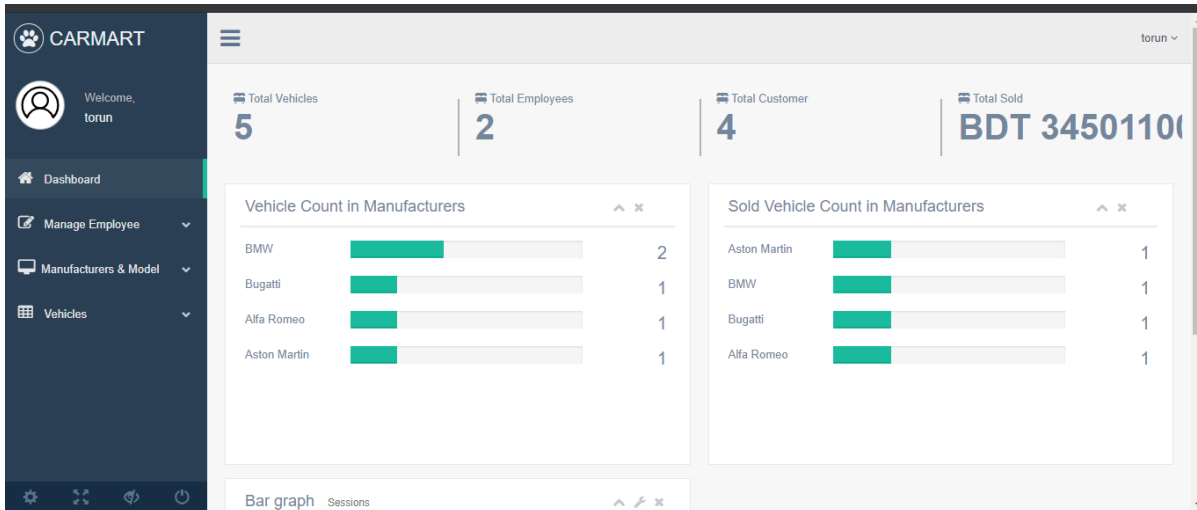 CARMART
torun
Welcome,
torun
Total Vehicles
5
Total Employees
2
Total Customer
4
Total Sold
BDT 3450110
Dashboard
Manage Employee
Manufacturers & Model
Vehicles
Vehicle Count in Manufacturers
BMW 2
Bugatti 1
Alfa Romeo 1
Aston Martin 1
Sold Vehicle Count in Manufacturers
Aston Martin 1
BMW 1
Bugatti 1
Alfa Romeo 1
Bar graph Sessions